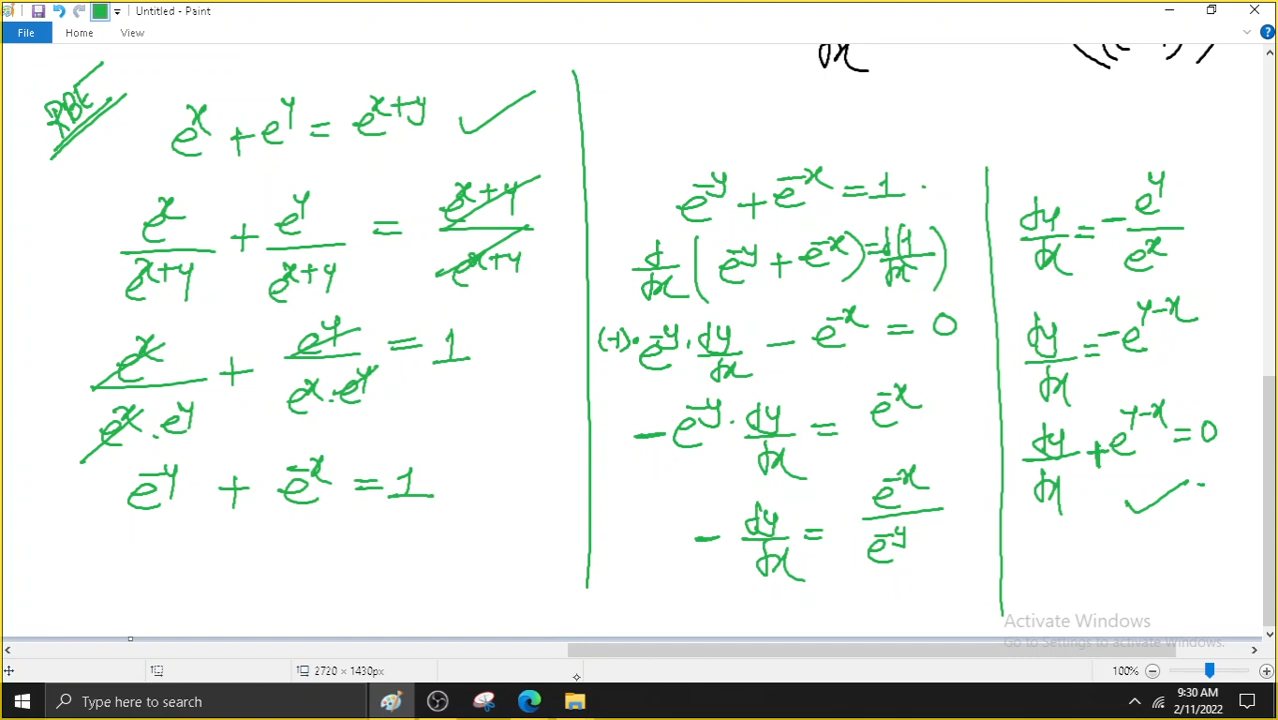 Untitled - Paint
File Home View
dx
RBE
e^x + e^y = e^{x+y}
e^x/e^{x+y} + e^y/e^{x+y} = e^{x+y}/e^{x+y}
e^x/(e^x . e^y) + e^y/(e^x . e^y) = 1
e^{-y} + e^{-x} = 1
e^{-y} + e^{-x} = 1 .
d/dx (e^{-y} + e^{-x}) = d(1)/dx
(-1) . e^{-y} . dy/dx - e^{-x} = 0
- e^{-y} . dy/dx = e^{-x}
- dy/dx = e^{-x}/e^{-y}
dy/dx = - e^y/e^x
dy/dx = - e^{y-x}
dy/dx + e^{y-x} = 0
Activate Windows
Go to Settings to activate Windows.
2720 × 1430px
100%
Type here to search
9:30 AM
2/11/2022